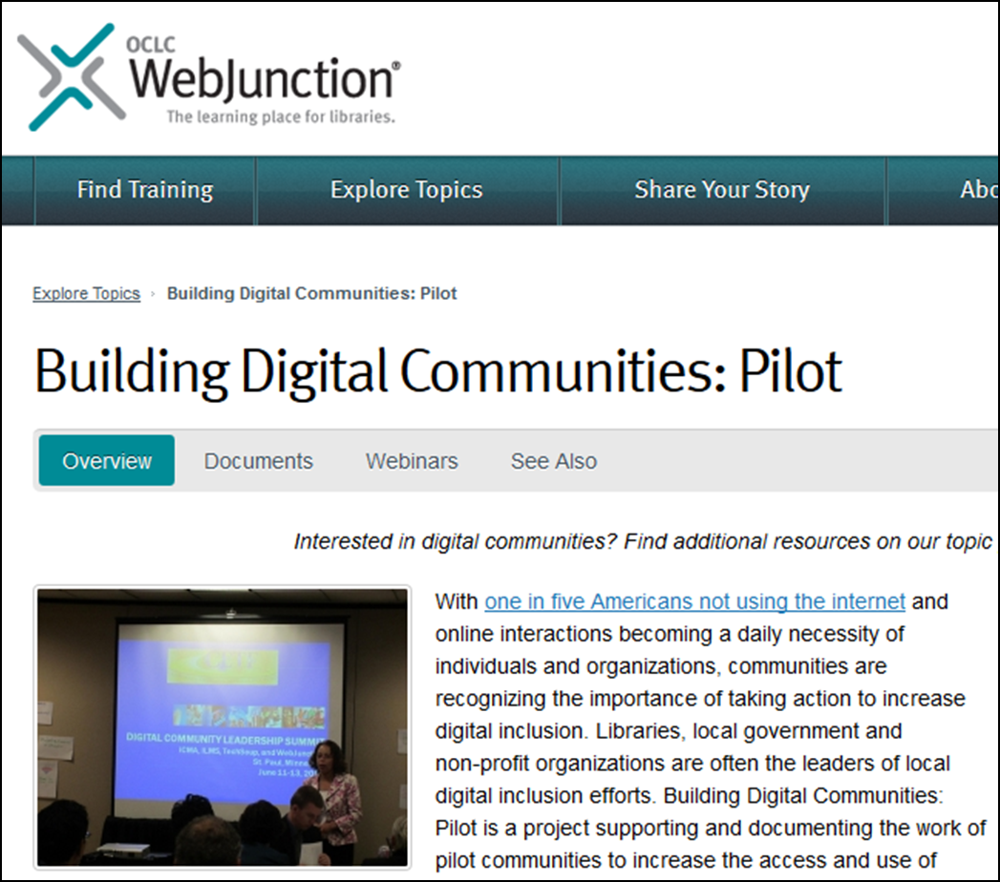 OCLC
WebJunction®
The learning place for libraries.
Find Training
Explore Topics
Share Your Story
Abo
Explore Topics › Building Digital Communities: Pilot
Building Digital Communities: Pilot
Overview
Documents
Webinars
See Also
Interested in digital communities? Find additional resources on our topic
DIGITAL COMMUNITY LEADERSHIP SUMMIT
ICMA, ILMS, TechSoup, and WebJunc
St. Paul, Minne
June 11-13, 20
With one in five Americans not using the internet and
online interactions becoming a daily necessity of
individuals and organizations, communities are
recognizing the importance of taking action to increase
digital inclusion. Libraries, local government and
non-profit organizations are often the leaders of local
digital inclusion efforts. Building Digital Communities:
Pilot is a project supporting and documenting the work of
pilot communities to increase the access and use of